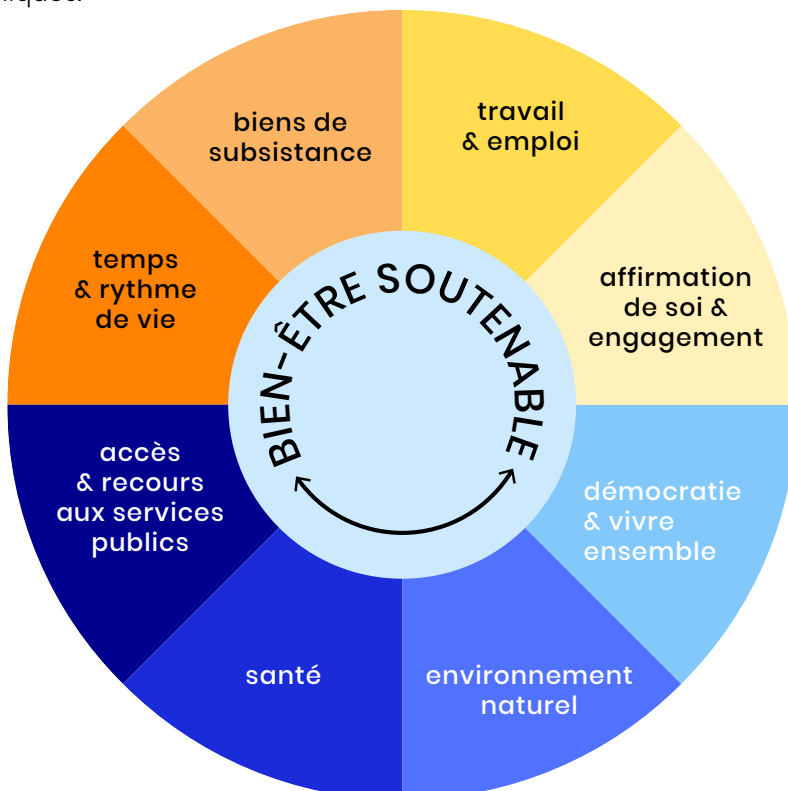 travail
& emploi
affirmation
de soi &
engagement
démocratie
& vivre
ensemble
environnement
naturel
santé
accès
& recours
aux services
publics
temps
& rythme
de vie
biens de
subsistance
BIEN-ÊTRE SOUTENABLE